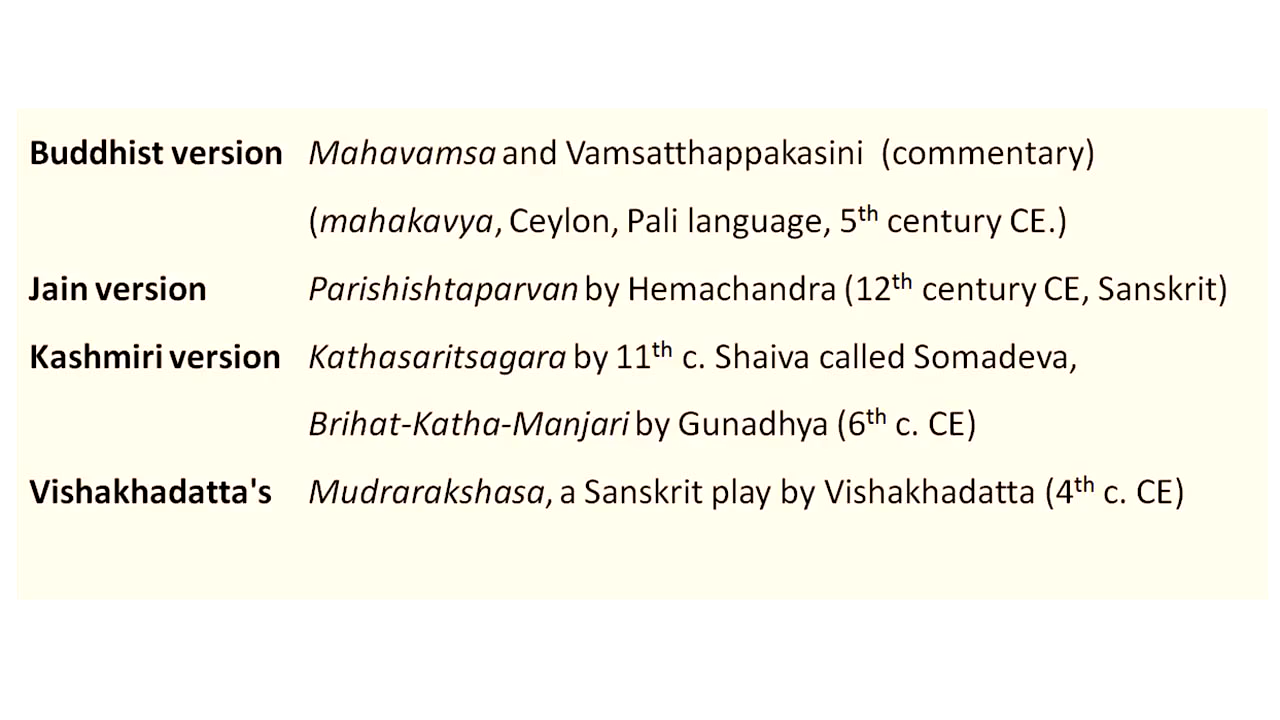 Buddhist version Mahavamsa and Vamsatthappakasini (commentary)
(mahakavya, Ceylon, Pali language, 5th century CE.)
Jain version Parishishtaparvan by Hemachandra (12th century CE, Sanskrit)
Kashmiri version Kathasaritsagara by 11th c. Shaiva called Somadeva,
Brihat-Katha-Manjari by Gunadhya (6th c. CE)
Vishakhadatta's Mudrarakshasa, a Sanskrit play by Vishakhadatta (4th c. CE)